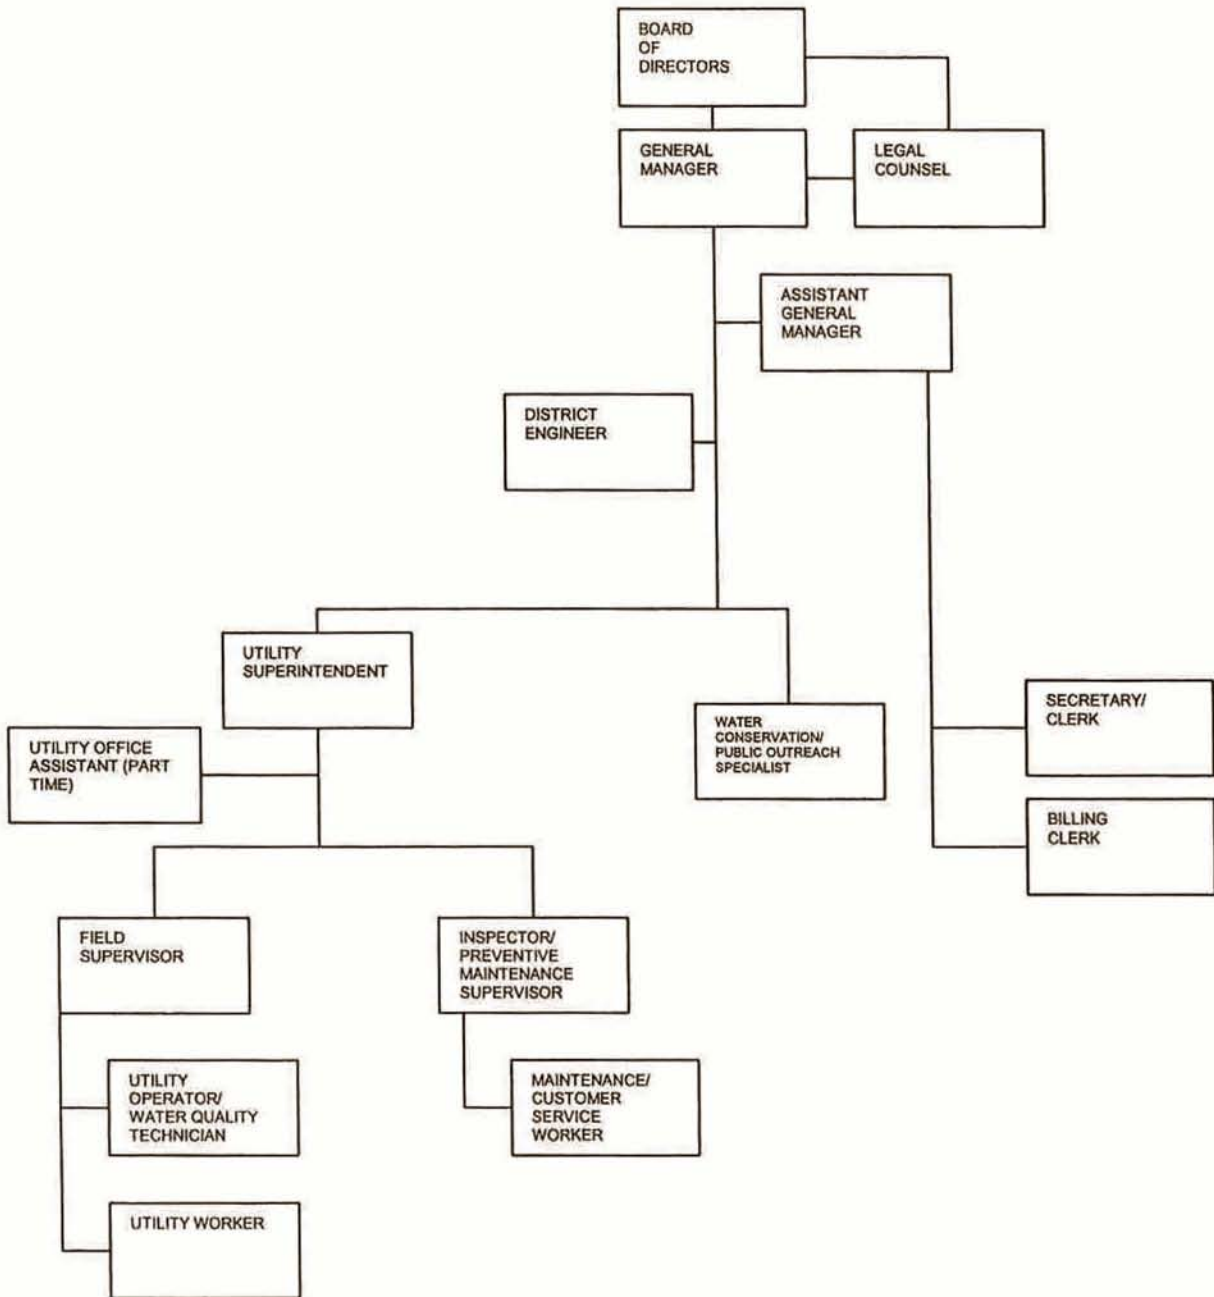 BOARD
OF
DIRECTORS
GENERAL
MANAGER
LEGAL
COUNSEL
ASSISTANT
GENERAL
MANAGER
DISTRICT
ENGINEER
UTILITY
SUPERINTENDENT
WATER
CONSERVATION/
PUBLIC OUTREACH
SPECIALIST
SECRETARY/
CLERK
UTILITY OFFICE
ASSISTANT (PART
TIME)
BILLING
CLERK
FIELD
SUPERVISOR
INSPECTOR/
PREVENTIVE
MAINTENANCE
SUPERVISOR
UTILITY
OPERATOR/
WATER QUALITY
TECHNICIAN
MAINTENANCE/
CUSTOMER
SERVICE
WORKER
UTILITY WORKER